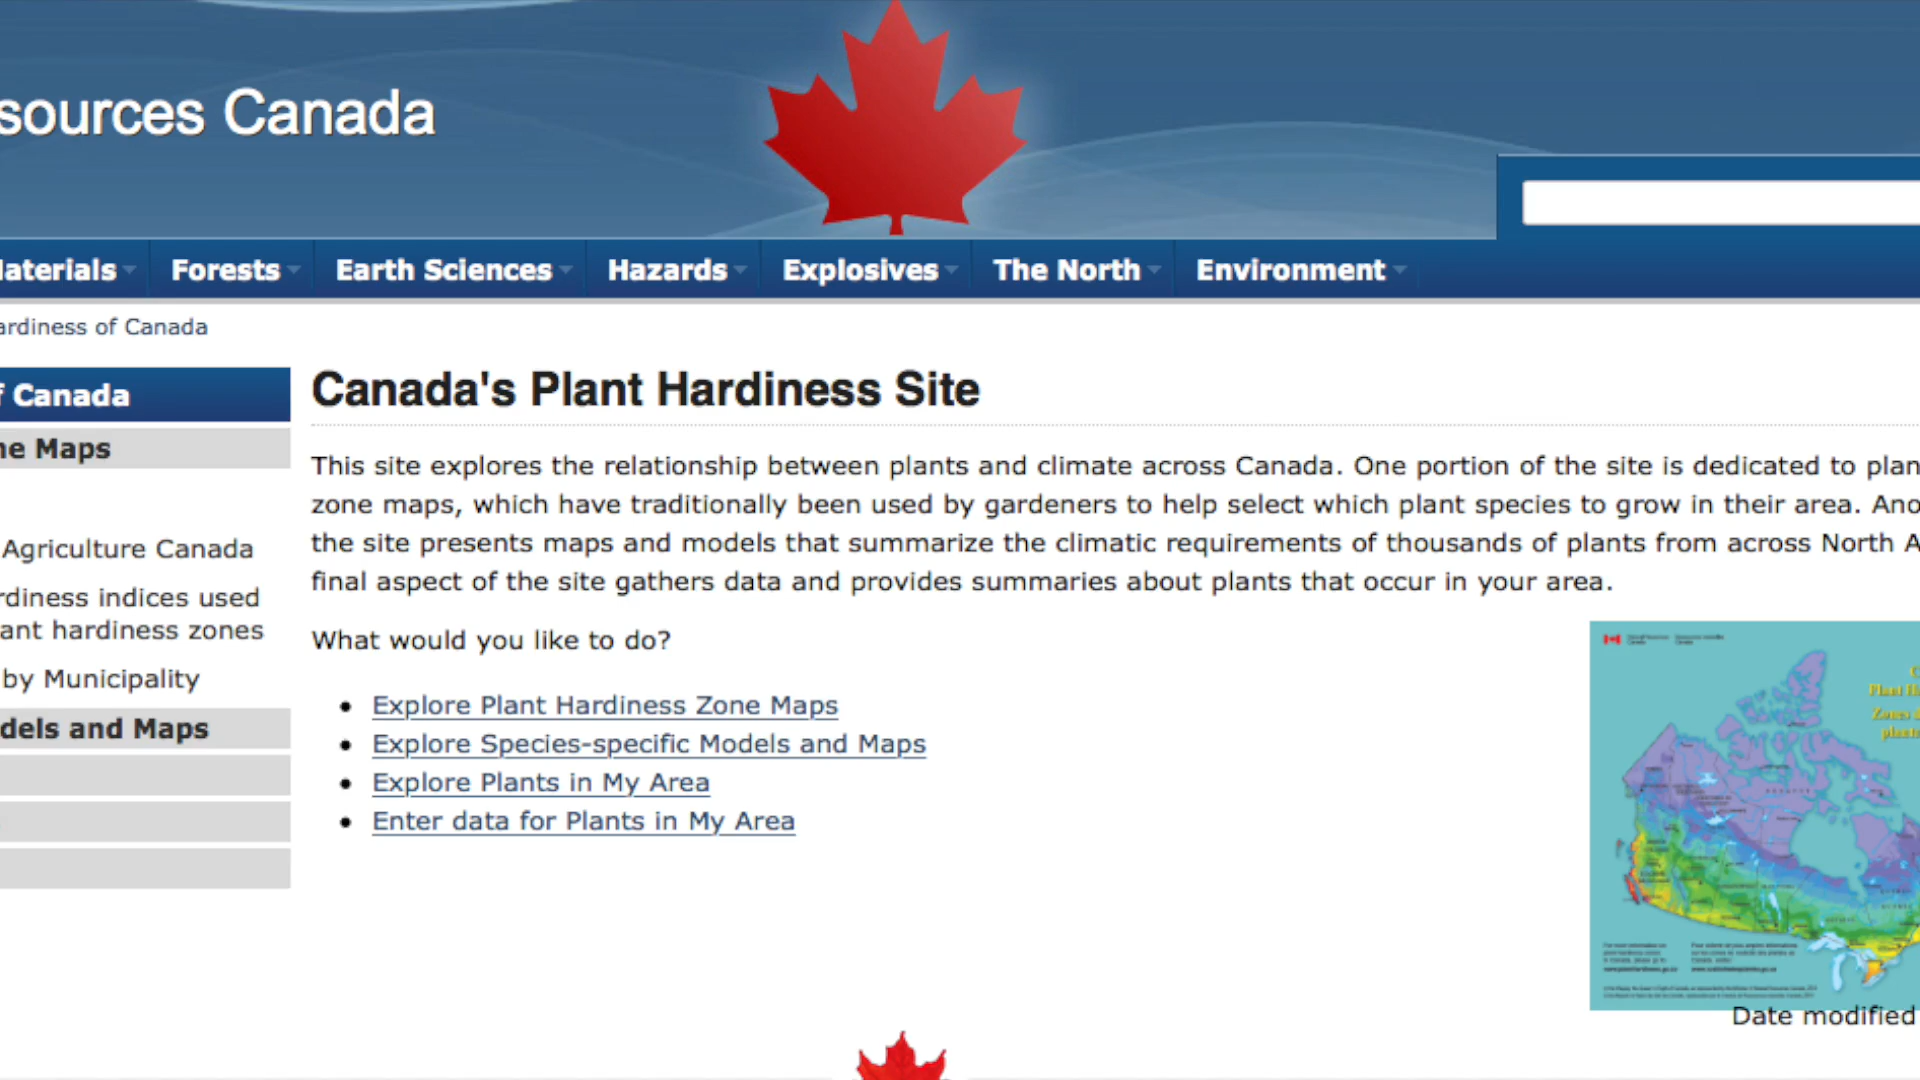 sources Canada
Materials Forests Earth Sciences Hazards Explosives The North Environment
ardiness of Canada
f Canada
Canada's Plant Hardiness Site
ne Maps
This site explores the relationship between plants and climate across Canada. One portion of the site is dedicated to plan
zone maps, which have traditionally been used by gardeners to help select which plant species to grow in their area. Ano
the site presents maps and models that summarize the climatic requirements of thousands of plants from across North A
final aspect of the site gathers data and provides summaries about plants that occur in your area.
Agriculture Canada
rdiness indices used
ant hardiness zones
by Municipality
dels and Maps
What would you like to do?
Explore Plant Hardiness Zone Maps
Explore Species-specific Models and Maps
Explore Plants in My Area
Enter data for Plants in My Area
Date modified